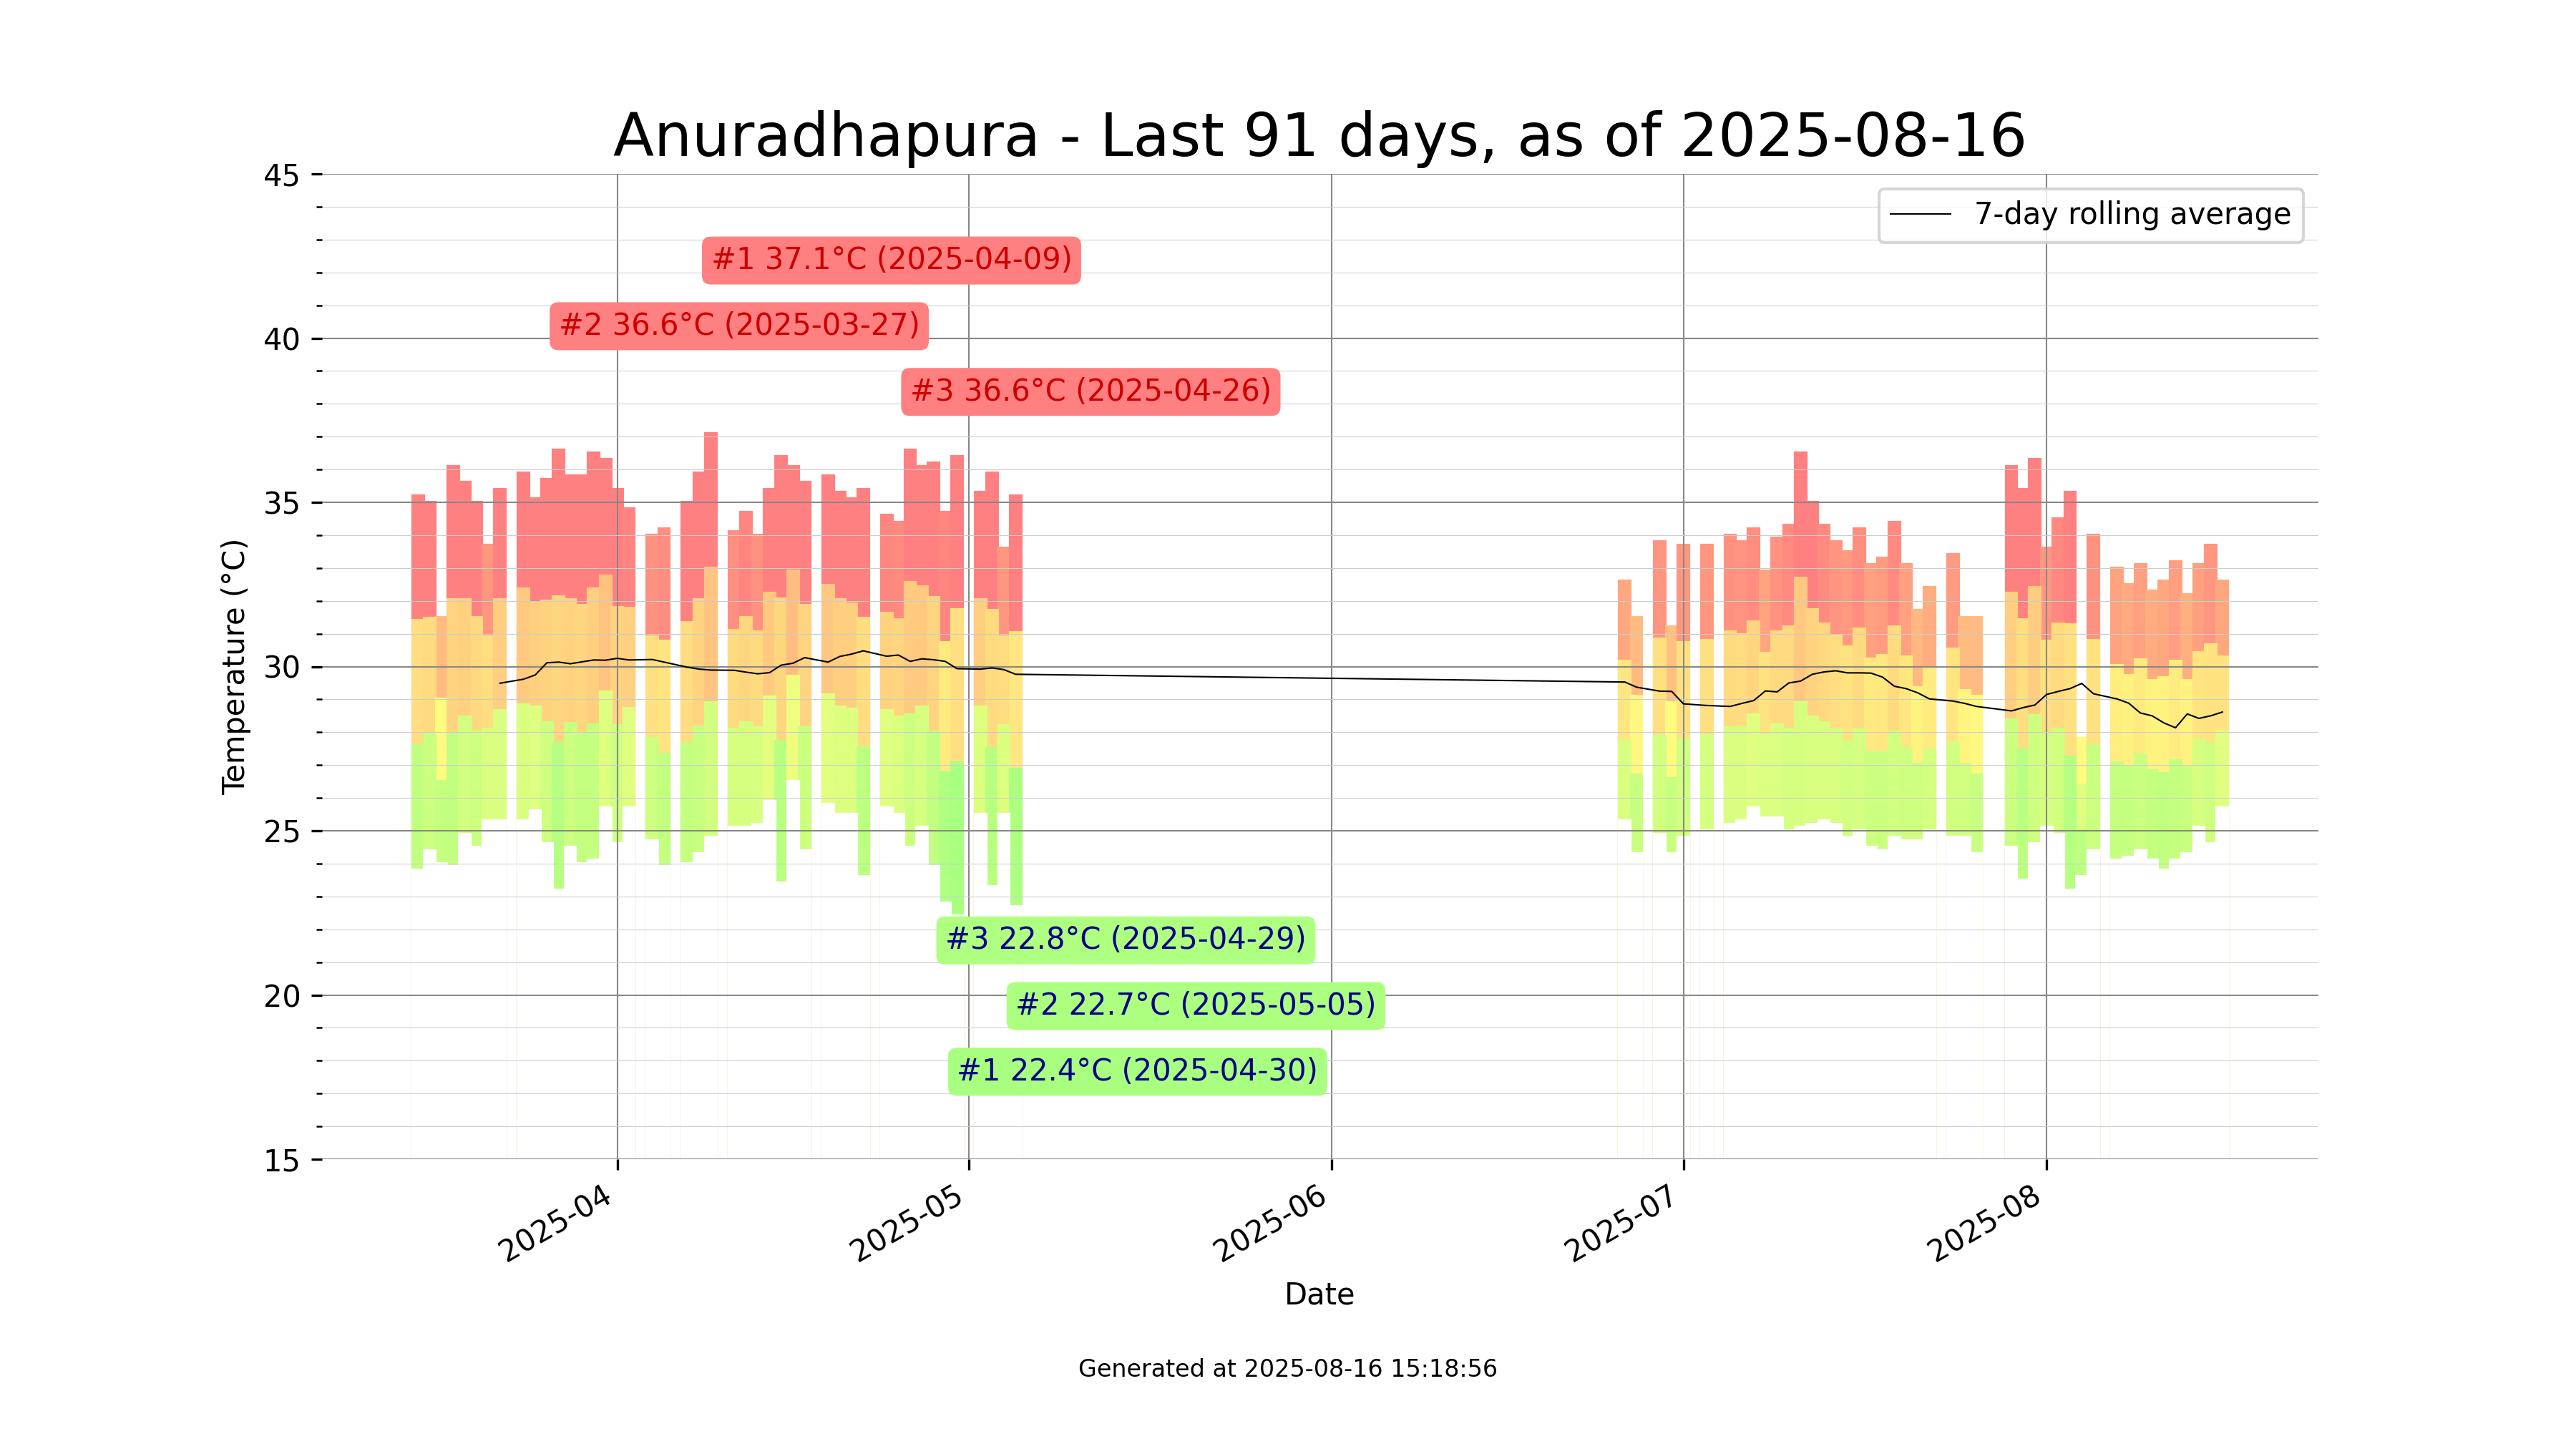 Anuradhapura - Last 91 days, as of 2025-08-16
7-day rolling average
#1 37.1°C (2025-04-09)
#2 36.6°C (2025-03-27)
#3 36.6°C (2025-04-26)
#3 22.8°C (2025-04-29)
#2 22.7°C (2025-05-05)
#1 22.4°C (2025-04-30)
Temperature (°C)
45
40
35
30
25
20
15
2025-04
2025-05
2025-06
2025-07
2025-08
Date
Generated at 2025-08-16 15:18:56